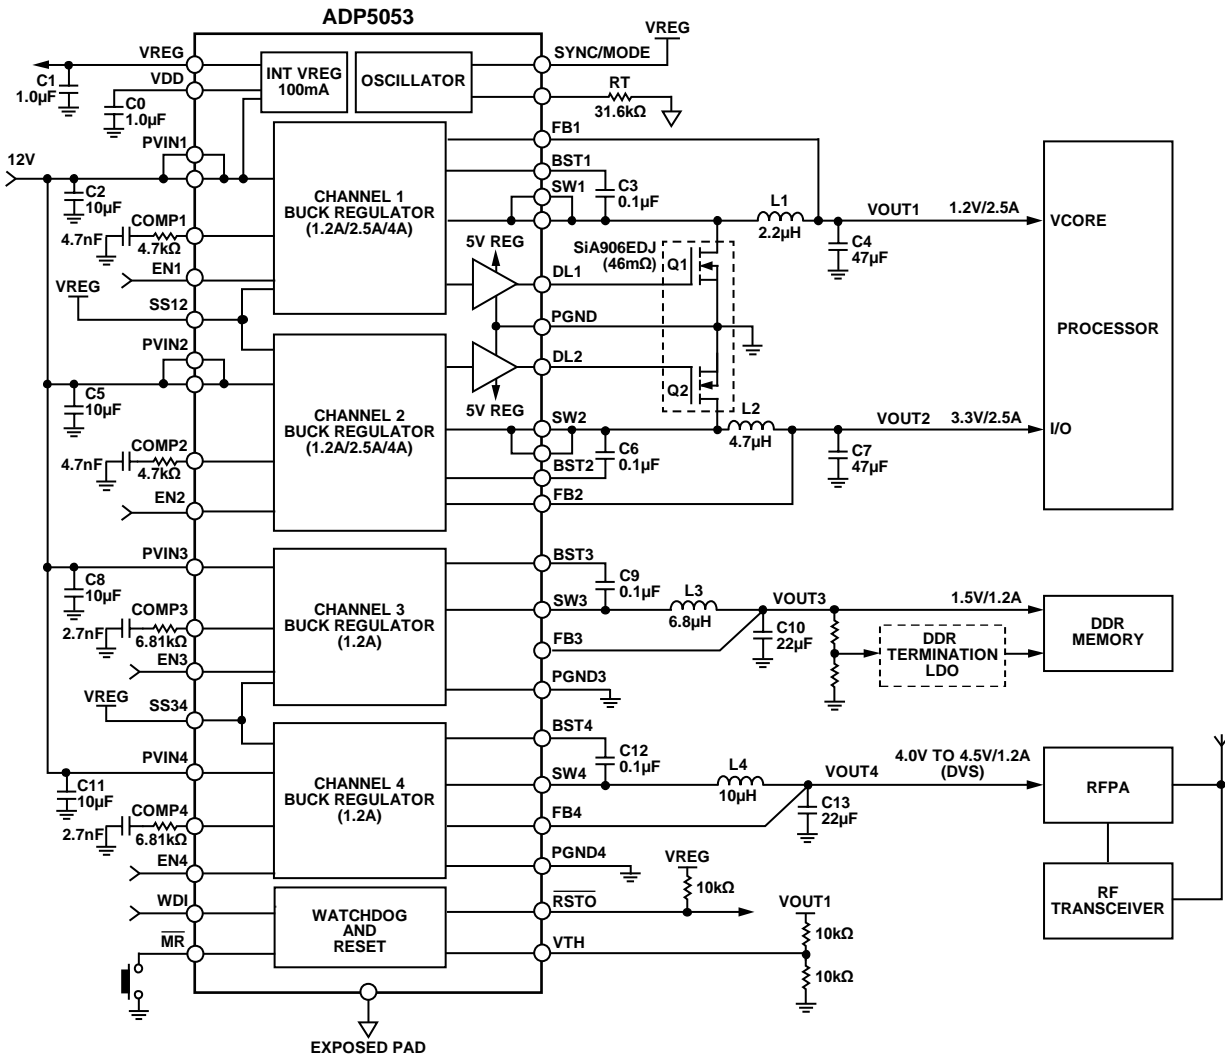 ADP5053
VREG
C1
1.0µF
VDD
C0
1.0µF
INT VREG
100mA
OSCILLATOR
SYNC/MODE
VREG
RT
31.6kΩ
12V
PVIN1
C2
10µF
COMP1
4.7nF
4.7kΩ
EN1
VREG
SS12
CHANNEL 1
BUCK REGULATOR
(1.2A/2.5A/4A)
FB1
BST1
SW1
C3
0.1µF
L1
2.2µH
VOUT1
1.2V/2.5A
C4
47µF
VCORE
5V REG
DL1
SiA906EDJ
(46mΩ)
Q1
PGND
PROCESSOR
PVIN2
C5
10µF
COMP2
4.7nF
4.7kΩ
EN2
CHANNEL 2
BUCK REGULATOR
(1.2A/2.5A/4A)
DL2
5V REG
Q2
SW2
BST2
C6
0.1µF
FB2
L2
4.7µH
VOUT2
3.3V/2.5A
C7
47µF
I/O
PVIN3
C8
10µF
COMP3
2.7nF
6.81kΩ
EN3
VREG
SS34
CHANNEL 3
BUCK REGULATOR
(1.2A)
BST3
C9
0.1µF
SW3
L3
6.8µH
FB3
PGND3
VOUT3
C10
22µF
1.5V/1.2A
DDR
TERMINATION
LDO
DDR
MEMORY
PVIN4
C11
10µF
COMP4
2.7nF
6.81kΩ
EN4
CHANNEL 4
BUCK REGULATOR
(1.2A)
BST4
C12
0.1µF
SW4
L4
10µH
FB4
PGND4
VOUT4
C13
22µF
4.0V TO 4.5V/1.2A
(DVS)
RFPA
RF
TRANSCEIVER
WDI
MR
WATCHDOG
AND
RESET
RSTO
VREG
10kΩ
VTH
VOUT1
10kΩ
10kΩ
EXPOSED PAD